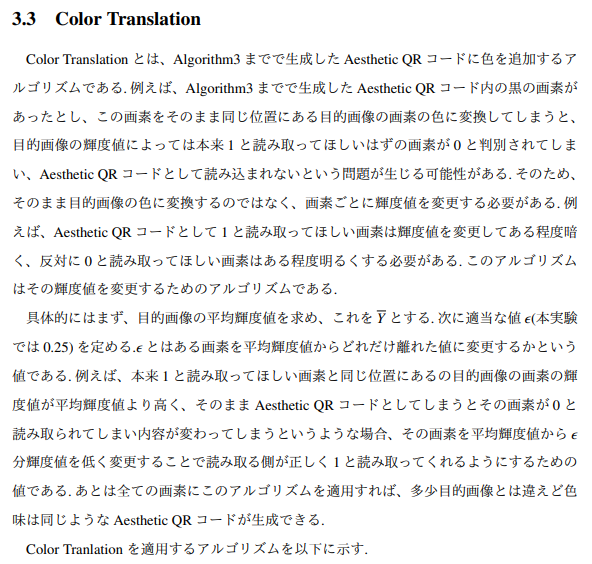 3.3 Color Translation
Color Translation とは、Algorithm3 までで生成した Aesthetic QR コードに色を追加するア
ルゴリズムである. 例えば、Algorithm3 までで生成した Aesthetic QR コード内の黒の画素が
あったとし、この画素をそのまま同じ位置にある目的画像の画素の色に変換してしまうと、
目的画像の輝度値によっては本来 1 と読み取ってほしいはずの画素が 0 と判別されてしま
い、Aesthetic QR コードとして読み込まれないという問題が生じる可能性がある. そのため、
そのまま目的画像の色に変換するのではなく、画素ごとに輝度値を変更する必要がある. 例
えば、Aesthetic QR コードとして 1 と読み取ってほしい画素は輝度値を変更してある程度暗
く、反対に 0 と読み取ってほしい画素はある程度明るくする必要がある. このアルゴリズム
はその輝度値を変更するためのアルゴリズムである.
具体的にはまず、目的画像の平均輝度値を求め、これを Y̅ とする. 次に適当な値 ϵ(本実験
では 0.25) を定める.ϵ とはある画素を平均輝度値からどれだけ離れた値に変更するかという
値である. 例えば、本来 1 と読み取ってほしい画素と同じ位置にあるの目的画像の画素の輝
度値が平均輝度値より高く、そのまま Aesthetic QR コードとしてしまうとその画素が 0 と
読み取られてしまい内容が変わってしまうというような場合、その画素を平均輝度値から ϵ
分輝度値を低く変更することで読み取る側が正しく 1 と読み取ってくれるようにするための
値である. あとは全ての画素にこのアルゴリズムを適用すれば、多少目的画像とは違えど色
味は同じような Aesthetic QR コードが生成できる.
Color Tranlation を適用するアルゴリズムを以下に示す.